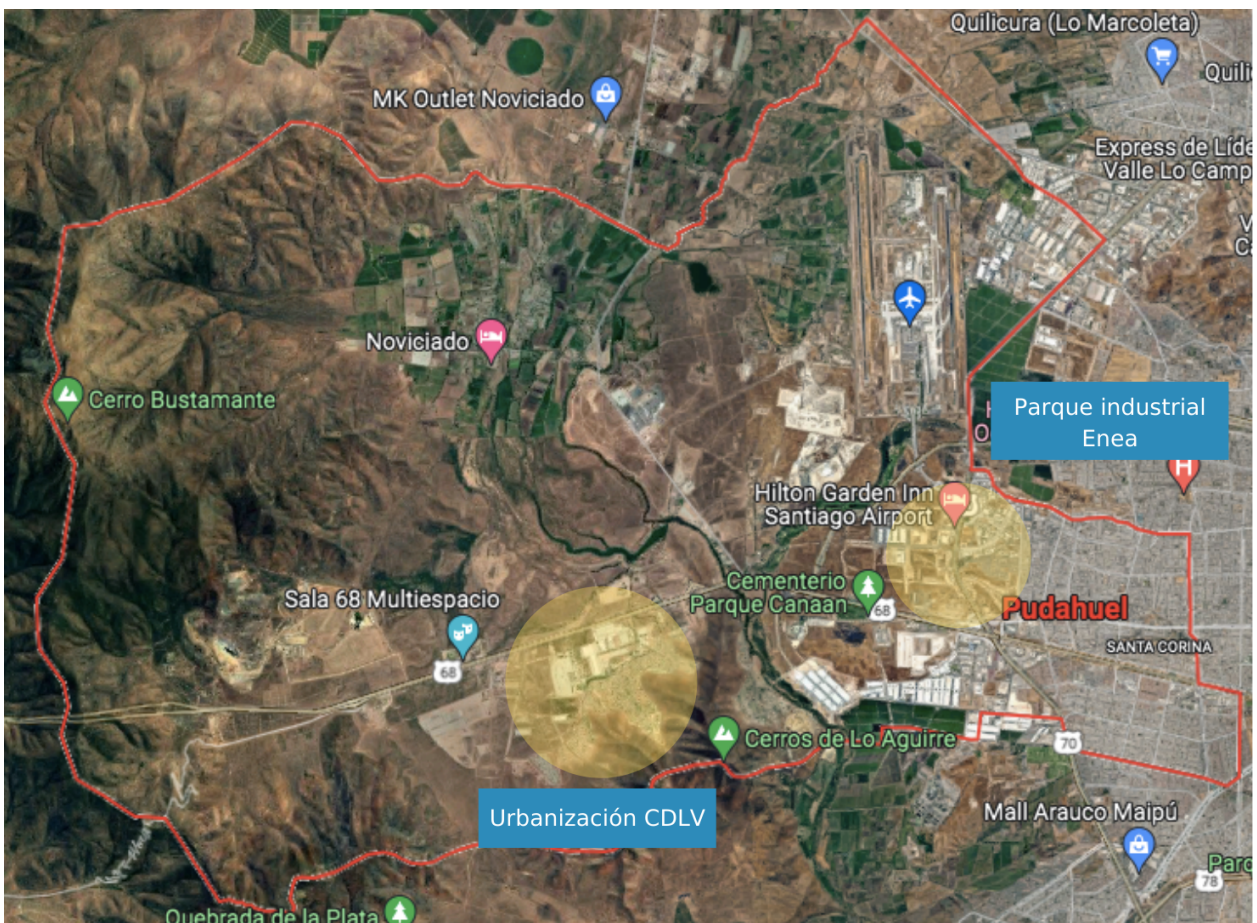 Quilicura (Lo Marcoleta)
Quili
MK Outlet Noviciado
Express de Líde
Valle Lo Camp
Noviciado
Cerro Bustamante
Parque industrial
Enea
H
Hilton Garden Inn
Santiago Airport
Cementerio
Parque Canaan
68
Pudahuel
Sala 68 Multiespacio
68
SANTA CORINA
Cerros de Lo Aguirre
70
Urbanización CDLV
Mall Arauco Maipú
Parq
78
Quebrada de la Plata